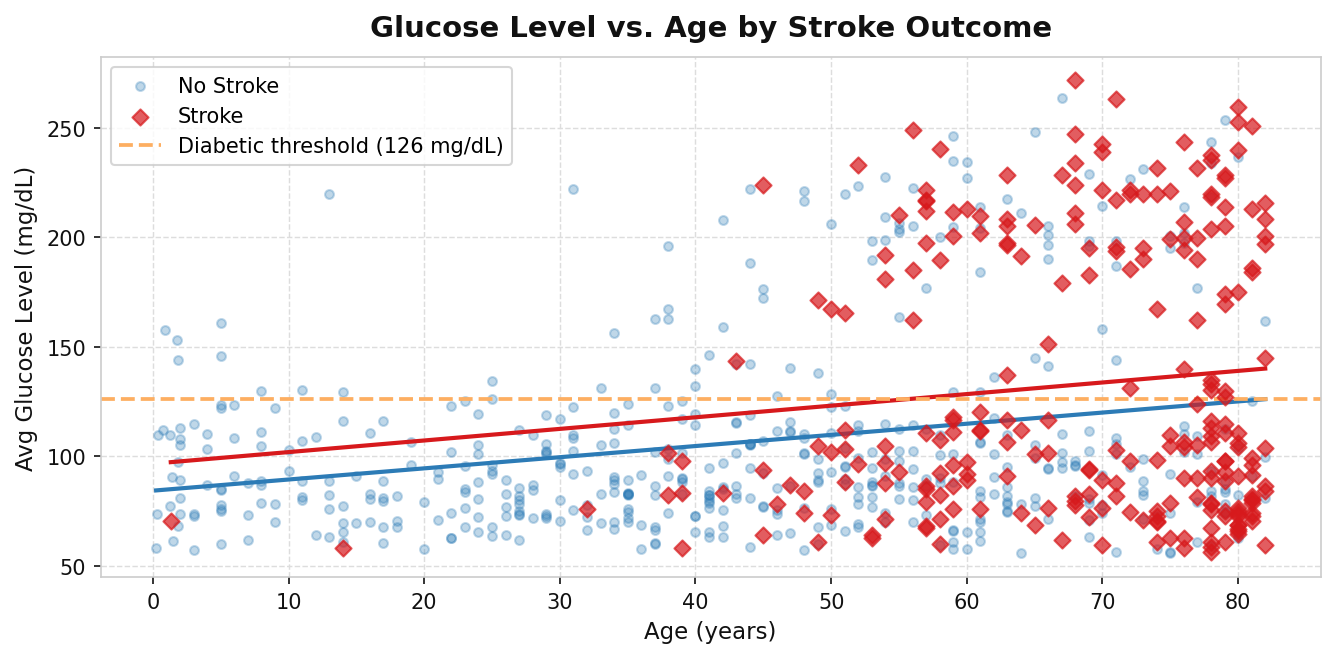 Glucose Level vs. Age by Stroke Outcome
No Stroke
Stroke
Diabetic threshold (126 mg/dL)
Avg Glucose Level (mg/dL)
250
200
150
100
50
0
10
20
30
40
50
60
70
80
Age (years)